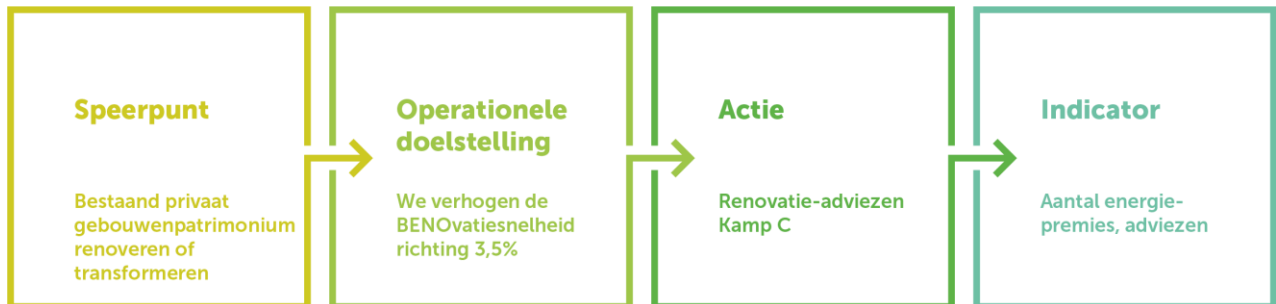 Speerpunt
Bestaand privaat
gebouwenpatrimonium
renoveren of
transformeren
Operationele
doelstelling
We verhogen de
BENOvatiesnelheid
richting 3,5%
Actie
Renovatie-adviezen
Kamp C
Indicator
Aantal energie-
premies, adviezen